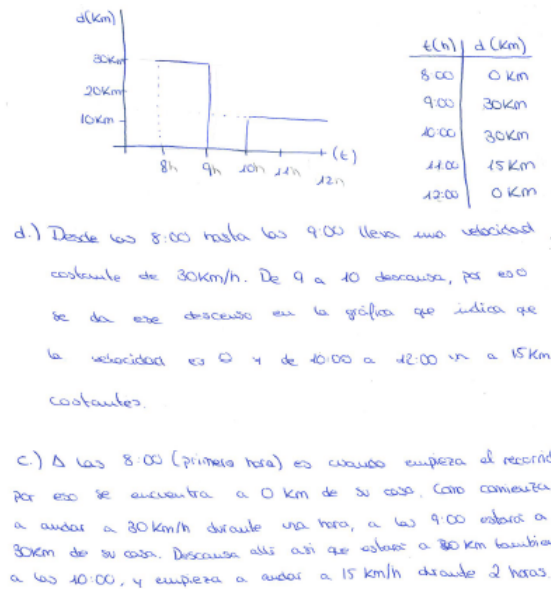 d(Km)
30Km
20Km
10Km
8h 9h 10h 11h 12h
(t)
t(h) d(Km)
8:00 0 Km
9:00 30Km
10:00 30Km
11:00 15Km
12:00 0 Km
d.) Desde las 8:00 hasta las 9:00 lleva una velocidad
costante de 30Km/h. De 9 a 10 descansa, por eso
se da ese descenso en la gráfica que indica que
la velocidad es 0 y de 10:00 a 12:00 va a 15Km
costantes.
c.) A las 8:00 (primera hora) es cuando empieza el recorrid
por eso se encuentra a 0 Km de su casa. Como comienza
a andar a 30Km/h durante una hora, a las 9:00 estará a
30Km de su casa. Descansa allí así que estará a 30 Km tambien
a las 10:00, y empieza a andar a 15 Km/h durante 2 horas.